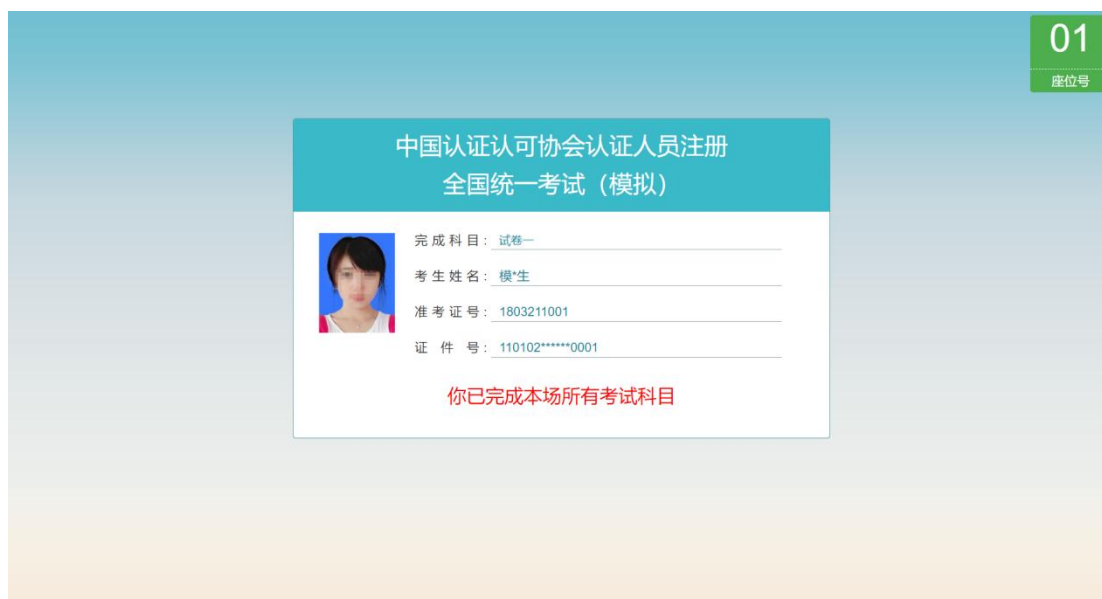 01
座位号
中国认证认可协会认证人员注册
全国统一考试（模拟）
完成科目： 试卷一
考生姓名： 模*生
准考证号： 1803211001
证件号： 110102******0001
你已完成本场所有考试科目